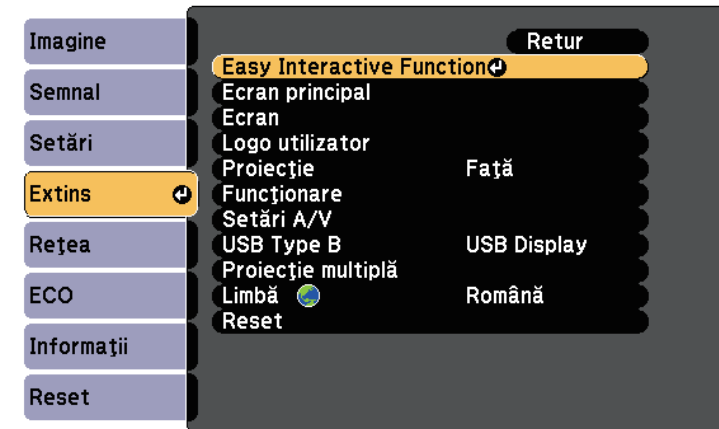 Imagine
Semnal
Setări
Extins
Reţea
ECO
Informaţii
Reset
Retur
Easy Interactive Function
Ecran principal
Ecran
Logo utilizator
Proiecţie Faţă
Funcţionare
Setări A/V
USB Type B USB Display
Proiecţie multiplă
Limbă Română
Reset